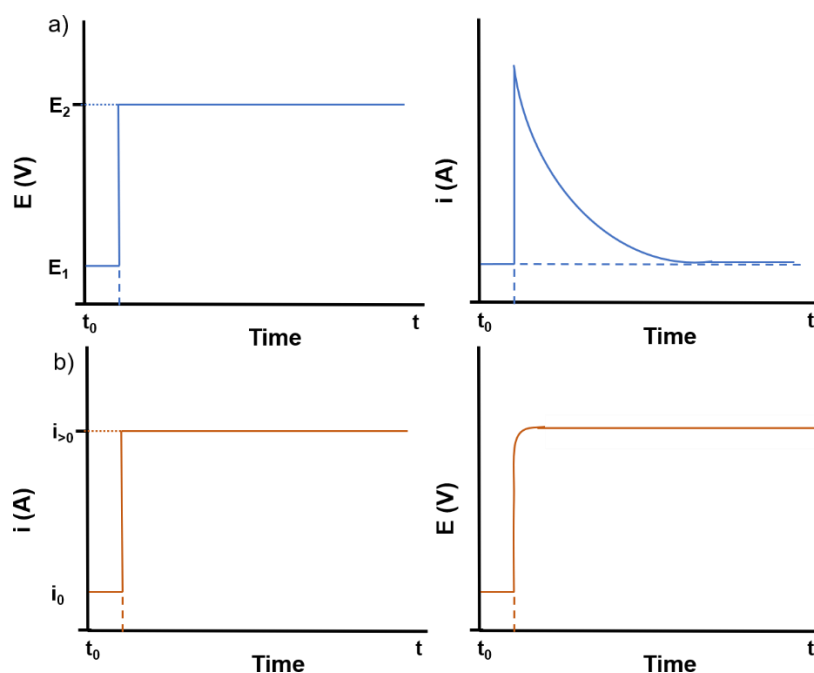 a)
E (V)
E₂
E₁
t₀
Time
t
i (A)
t₀
Time
t
b)
i (A)
i>₀
i₀
t₀
Time
t
E (V)
t₀
Time
t